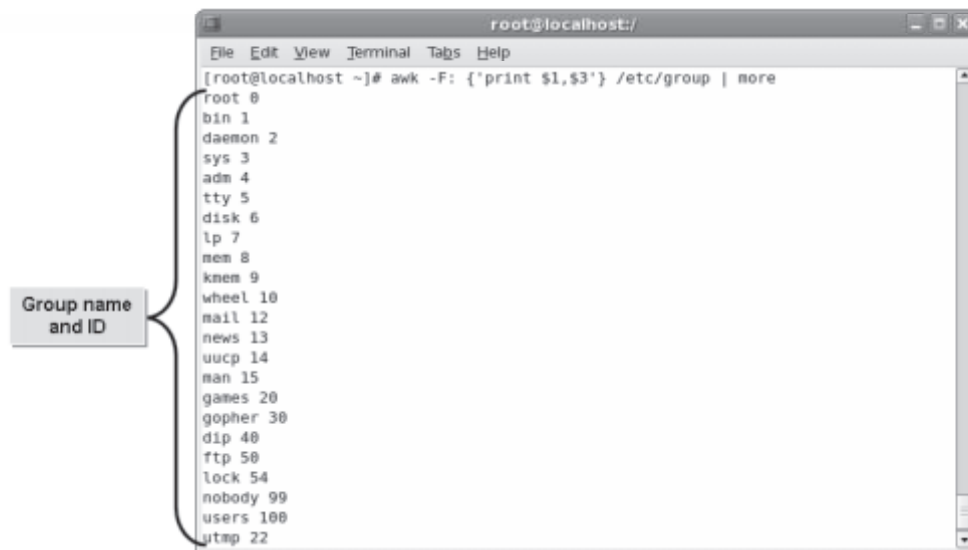 root@localhost:/
File Edit View Terminal Tabs Help
[root@localhost ~]# awk -F: {'print $1,$3'} /etc/group | more
root 0
bin 1
daemon 2
sys 3
adm 4
tty 5
disk 6
lp 7
mem 8
kmem 9
wheel 10
mail 12
news 13
uucp 14
man 15
games 20
gopher 30
dip 40
ftp 50
lock 54
nobody 99
users 100
utmp 22
Group name
and ID